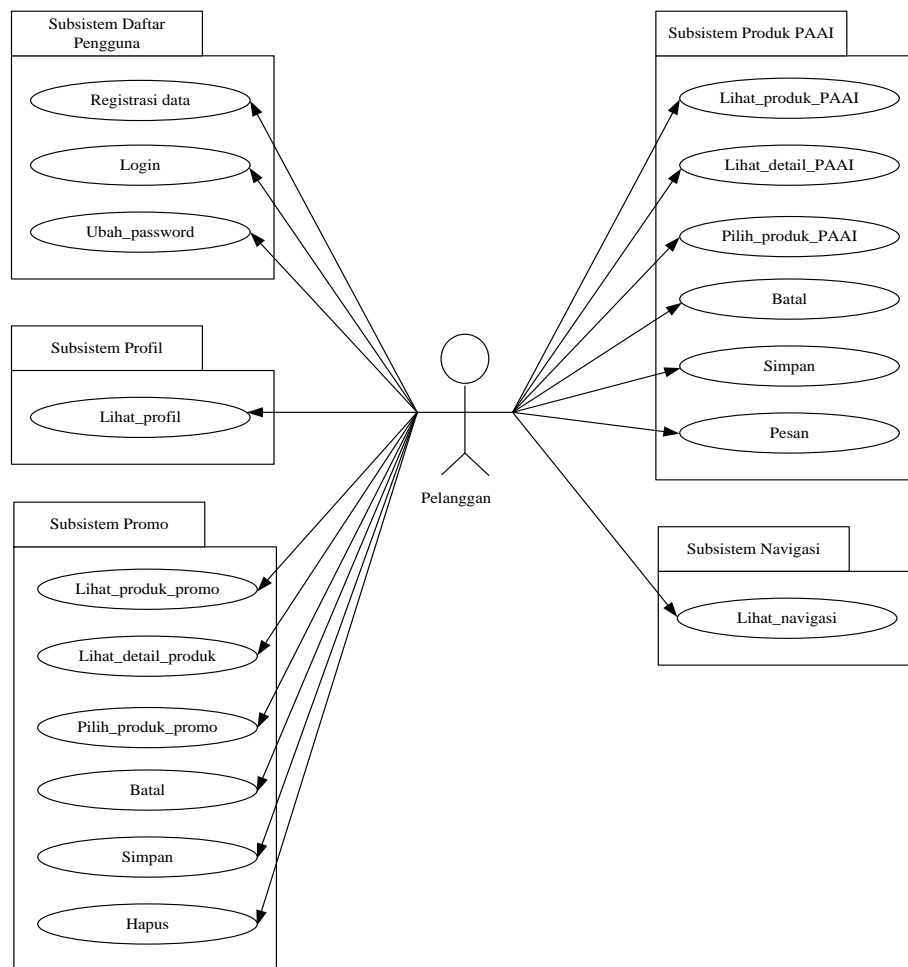 Subsistem Daftar
Pengguna
Registrasi data
Login
Ubah_password
Subsistem Profil
Lihat_profil
Subsistem Promo
Lihat_produk_promo
Lihat_detail_produk
Pilih_produk_promo
Batal
Simpan
Hapus
Pelanggan
Subsistem Produk PAAI
Lihat_produk_PAAI
Lihat_detail_PAAI
Pilih_produk_PAAI
Batal
Simpan
Pesan
Subsistem Navigasi
Lihat_navigasi